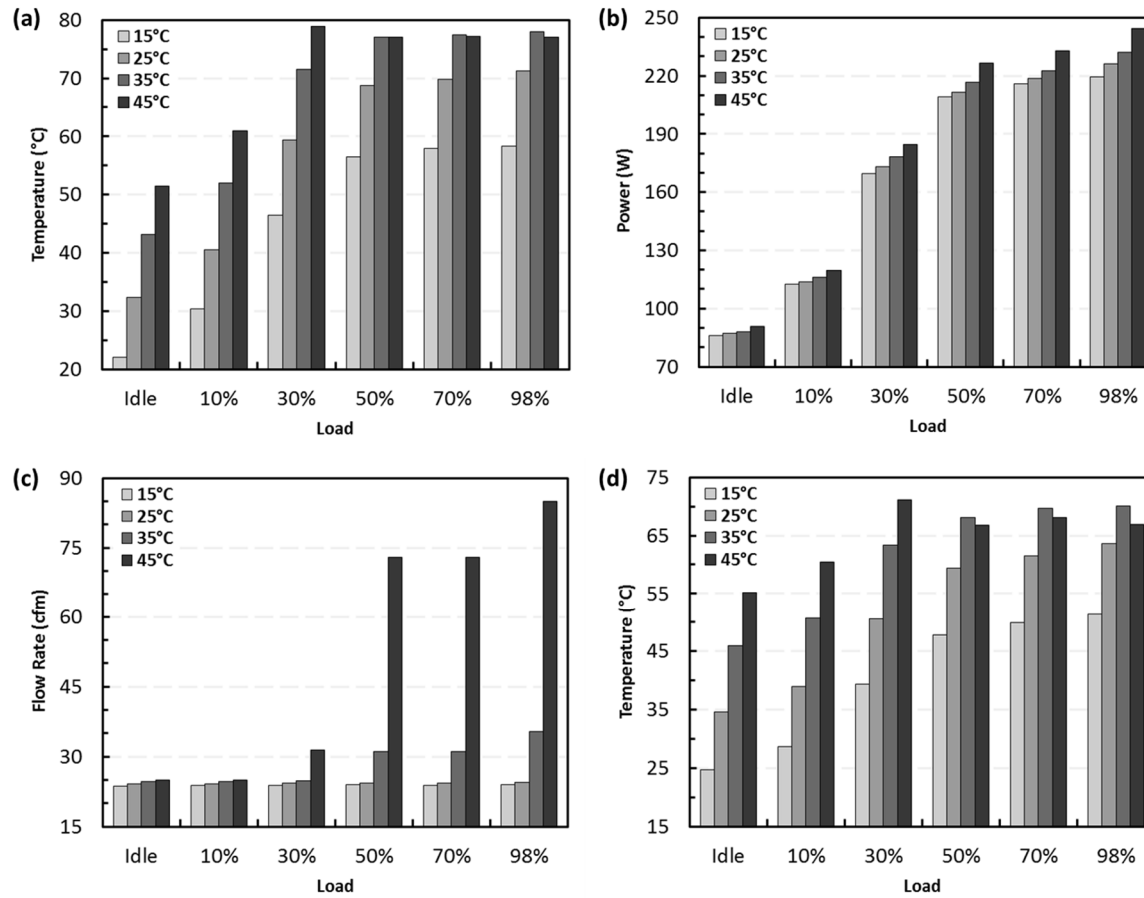 (a)
80
70
60
50
40
30
20
Temperature (°C)
15°C
25°C
35°C
45°C
Idle 10% 30% 50% 70% 98%
Load
(b)
250
220
190
160
130
100
70
Power (W)
15°C
25°C
35°C
45°C
Idle 10% 30% 50% 70% 98%
Load
(c)
90
75
60
45
30
15
Flow Rate (cfm)
15°C
25°C
35°C
45°C
Idle 10% 30% 50% 70% 98%
Load
(d)
75
65
55
45
35
25
15
Temperature (°C)
15°C
25°C
35°C
45°C
Idle 10% 30% 50% 70% 98%
Load